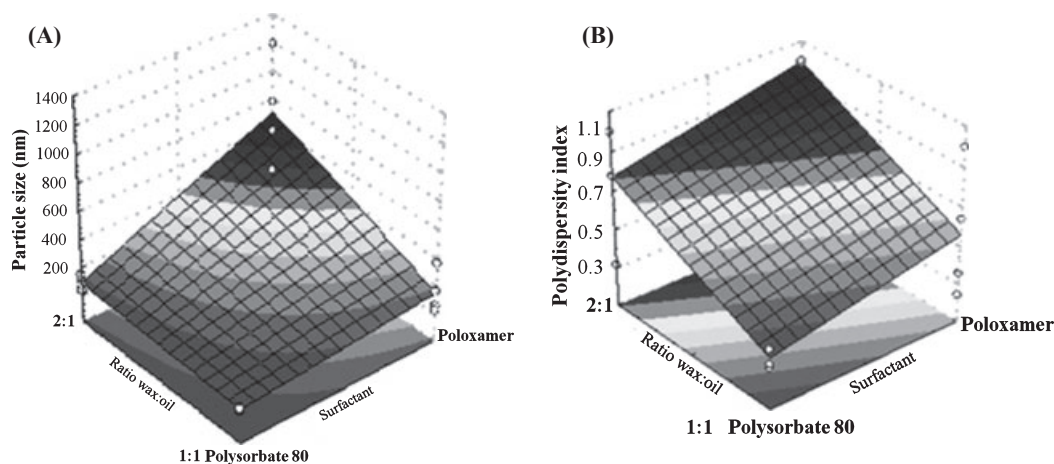 (A)
1400
1200
1000
800
600
400
200
Particle size (nm)
2:1
Ratio wax:oil
1:1 Polysorbate 80
Surfactant
Poloxamer
(B)
1.1
0.9
0.7
0.5
0.3
Polydispersity index
2:1
Ratio wax:oil
1:1 Polysorbate 80
Surfactant
Poloxamer